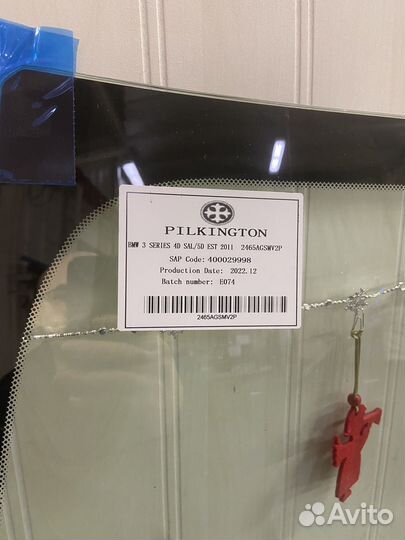 PILKINGTON
BMW 3 SERIES 4D SAL/5D EST 2011 2465AGSMV2P
SAP Code: 400029998
Production Date: 2022.12
Batch number: E074
2465AGSMV2P
Avito